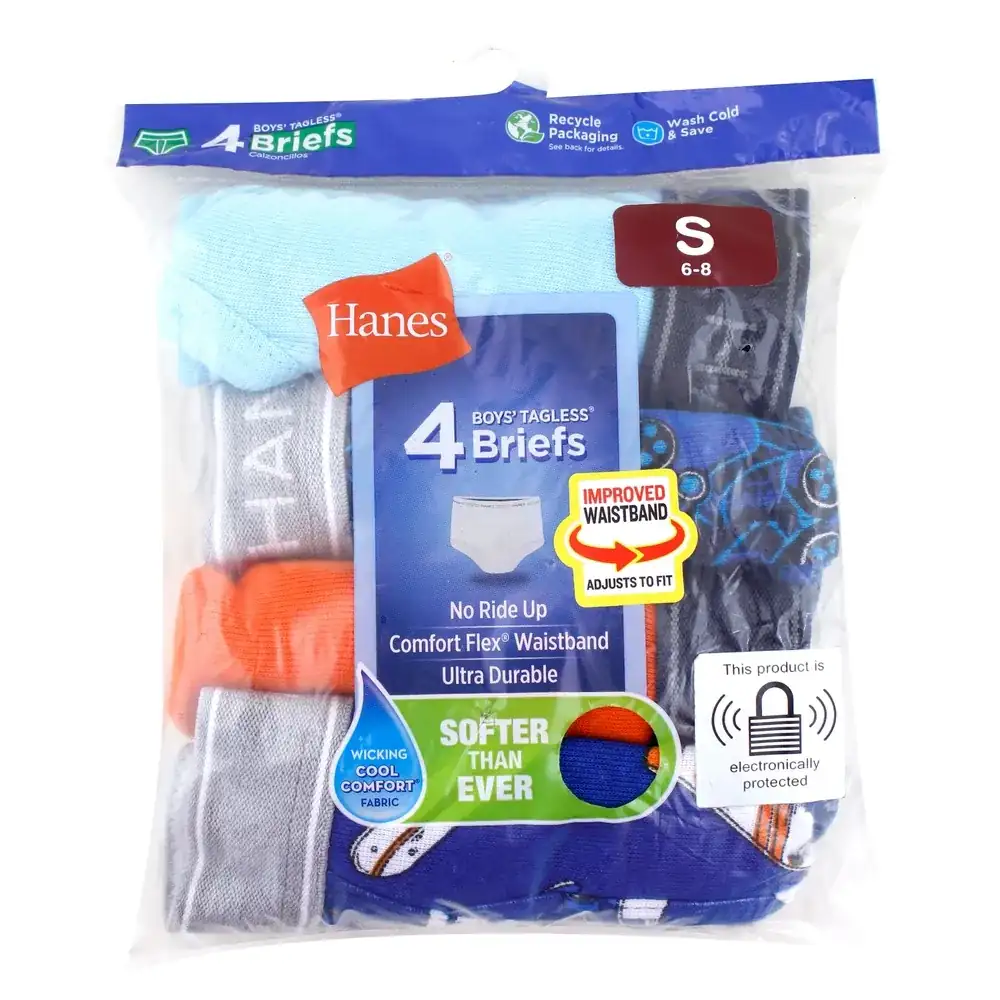 4 BOYS' TAGLESS®
Briefs
Calzoncillos
Recycle
Packaging
See back for details.
Wash Cold
& Save
S
6-8
Hanes®
HAN
4 BOYS' TAGLESS®
Briefs
IMPROVED
WAISTBAND
ADJUSTS TO FIT
No Ride Up
Comfort Flex® Waistband
Ultra Durable
This product is
electronically
protected
WICKING
COOL
COMFORT®
FABRIC
SOFTER
THAN
EVER